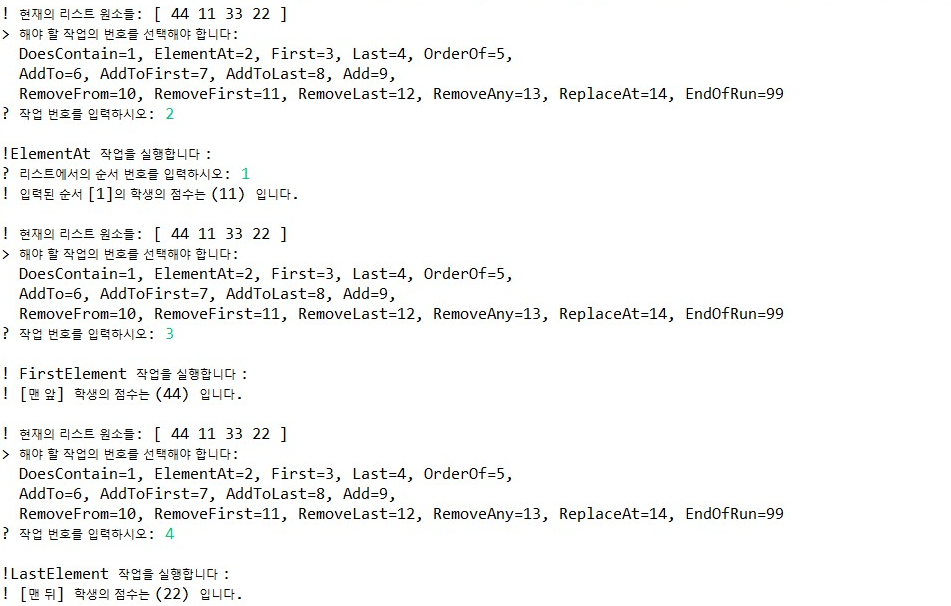 ! 현재의 리스트 원소들: [ 44 11 33 22 ]
> 해야 할 작업의 번호를 선택해야 합니다:
DoesContain=1, ElementAt=2, First=3, Last=4, OrderOf=5,
AddTo=6, AddToFirst=7, AddToLast=8, Add=9,
RemoveFrom=10, RemoveFirst=11, RemoveLast=12, RemoveAny=13, ReplaceAt=14, EndOfRun=99
? 작업 번호를 입력하시오: 2
!ElementAt 작업을 실행합니다 :
? 리스트에서의 순서 번호를 입력하시오: 1
! 입력된 순서 [1]의 학생의 점수는 (11) 입니다.
! 현재의 리스트 원소들: [ 44 11 33 22 ]
> 해야 할 작업의 번호를 선택해야 합니다:
DoesContain=1, ElementAt=2, First=3, Last=4, OrderOf=5,
AddTo=6, AddToFirst=7, AddToLast=8, Add=9,
RemoveFrom=10, RemoveFirst=11, RemoveLast=12, RemoveAny=13, ReplaceAt=14, EndOfRun=99
? 작업 번호를 입력하시오: 3
! FirstElement 작업을 실행합니다 :
! [맨 앞] 학생의 점수는 (44) 입니다.
! 현재의 리스트 원소들: [ 44 11 33 22 ]
> 해야 할 작업의 번호를 선택해야 합니다:
DoesContain=1, ElementAt=2, First=3, Last=4, OrderOf=5,
AddTo=6, AddToFirst=7, AddToLast=8, Add=9,
RemoveFrom=10, RemoveFirst=11, RemoveLast=12, RemoveAny=13, ReplaceAt=14, EndOfRun=99
? 작업 번호를 입력하시오: 4
!LastElement 작업을 실행합니다 :
! [맨 뒤] 학생의 점수는 (22) 입니다.